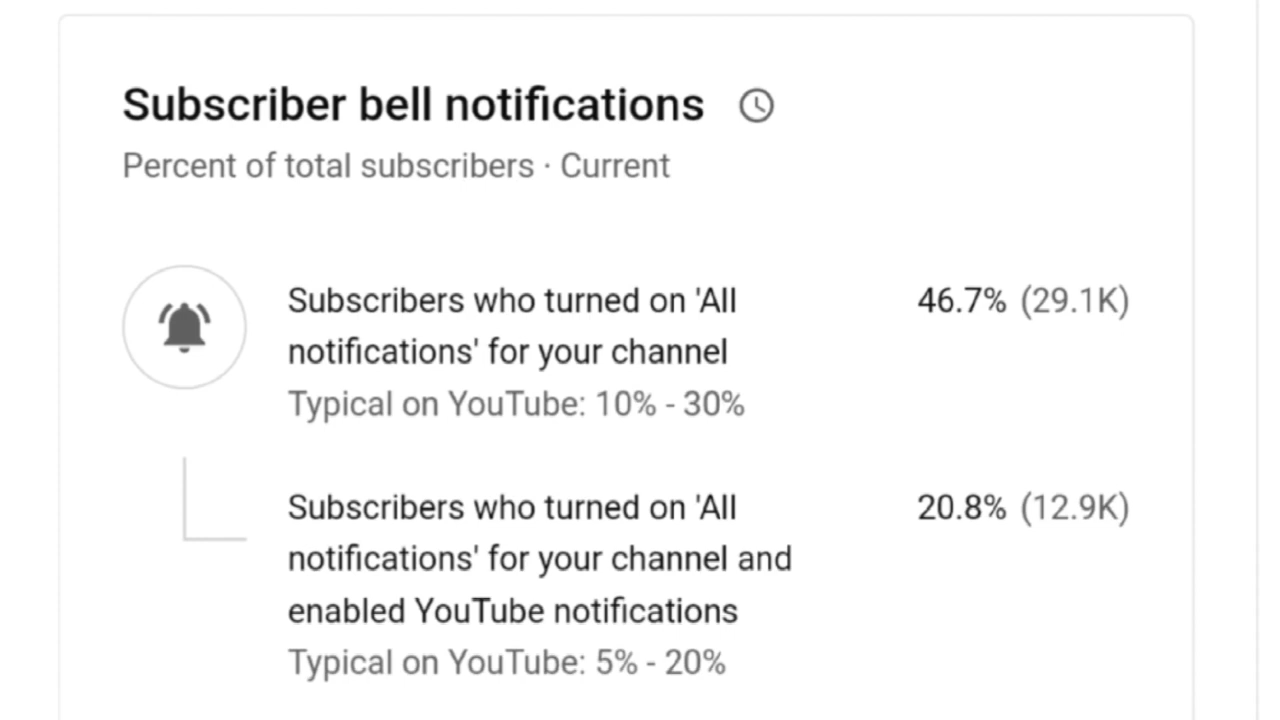 Subscriber bell notifications
Percent of total subscribers · Current
Subscribers who turned on 'All 46.7% (29.1K)
notifications' for your channel
Typical on YouTube: 10% - 30%
Subscribers who turned on 'All 20.8% (12.9K)
notifications' for your channel and
enabled YouTube notifications
Typical on YouTube: 5% - 20%